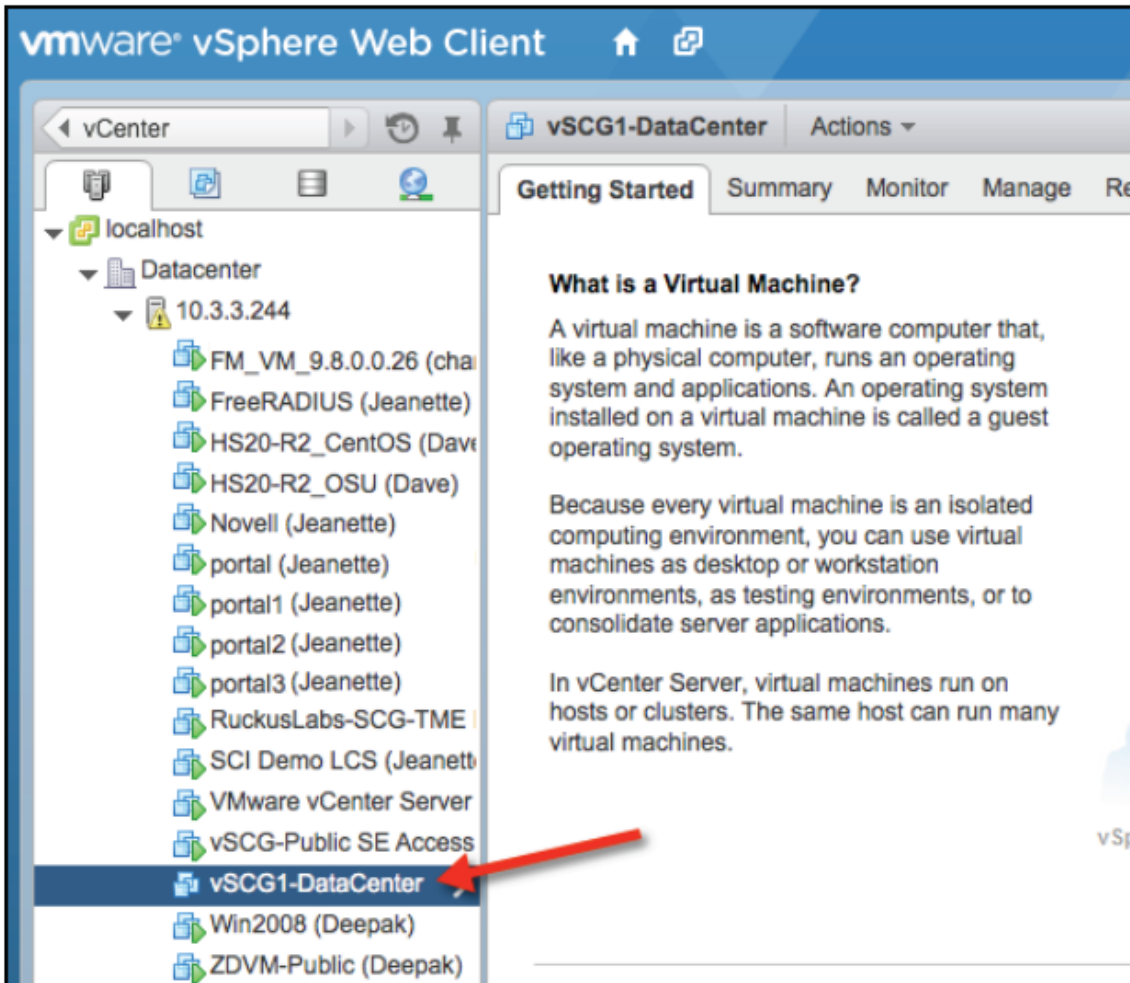 vmware® vSphere Web Client
vCenter
localhost
Datacenter
10.3.3.244
FM_VM_9.8.0.0.26 (cha
FreeRADIUS (Jeanette)
HS20-R2_CentOS (Dave
HS20-R2_OSU (Dave)
Novell (Jeanette)
portal (Jeanette)
portal1 (Jeanette)
portal2 (Jeanette)
portal3 (Jeanette)
RuckusLabs-SCG-TME
SCI Demo LCS (Jeanett
VMware vCenter Server
vSCG-Public SE Access
vSCG1-DataCenter
Win2008 (Deepak)
ZDVM-Public (Deepak)
vSCG1-DataCenter Actions
Getting Started Summary Monitor Manage Re
What is a Virtual Machine?
A virtual machine is a software computer that,
like a physical computer, runs an operating
system and applications. An operating system
installed on a virtual machine is called a guest
operating system.
Because every virtual machine is an isolated
computing environment, you can use virtual
machines as desktop or workstation
environments, as testing environments, or to
consolidate server applications.
In vCenter Server, virtual machines run on
hosts or clusters. The same host can run many
virtual machines.
vSp